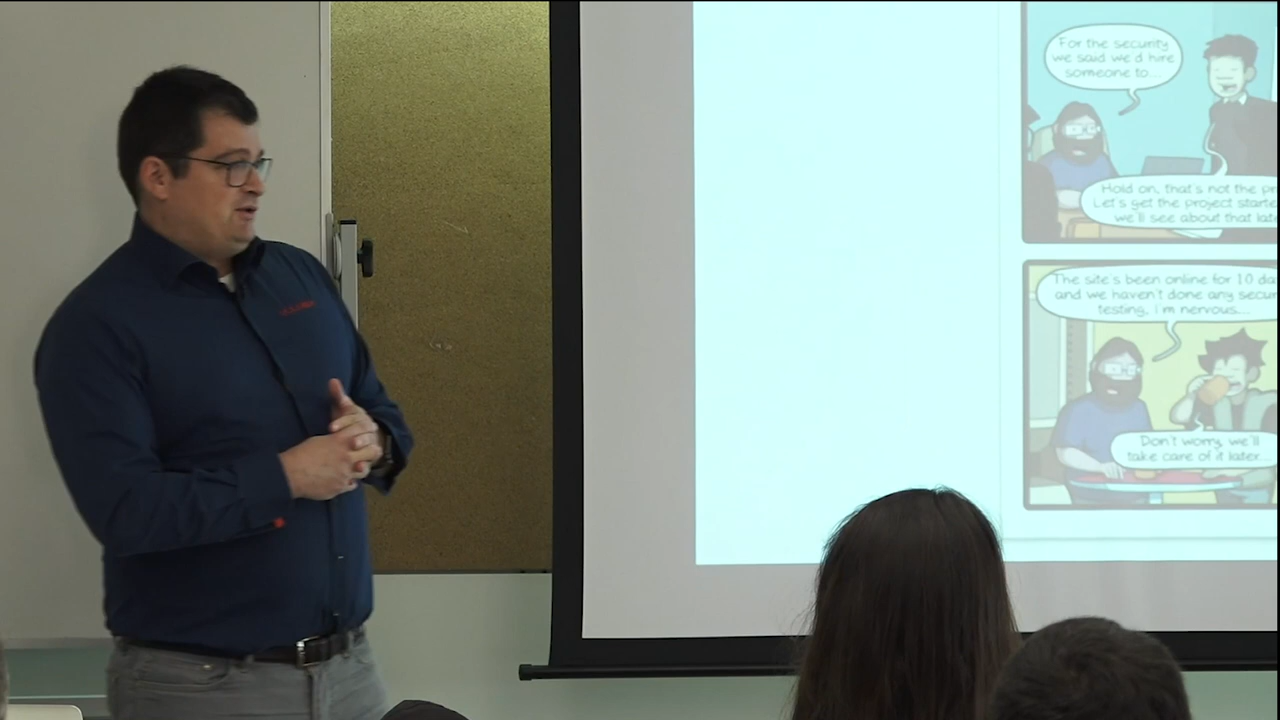 For the security
we said we'd hire
someone to...
Hold on, that's not the
Let's get the project
we'll see about that
The site's been online for 10
and we haven't done any
testing, i'm nervous...
Don't worry, we'll
take care of it later...